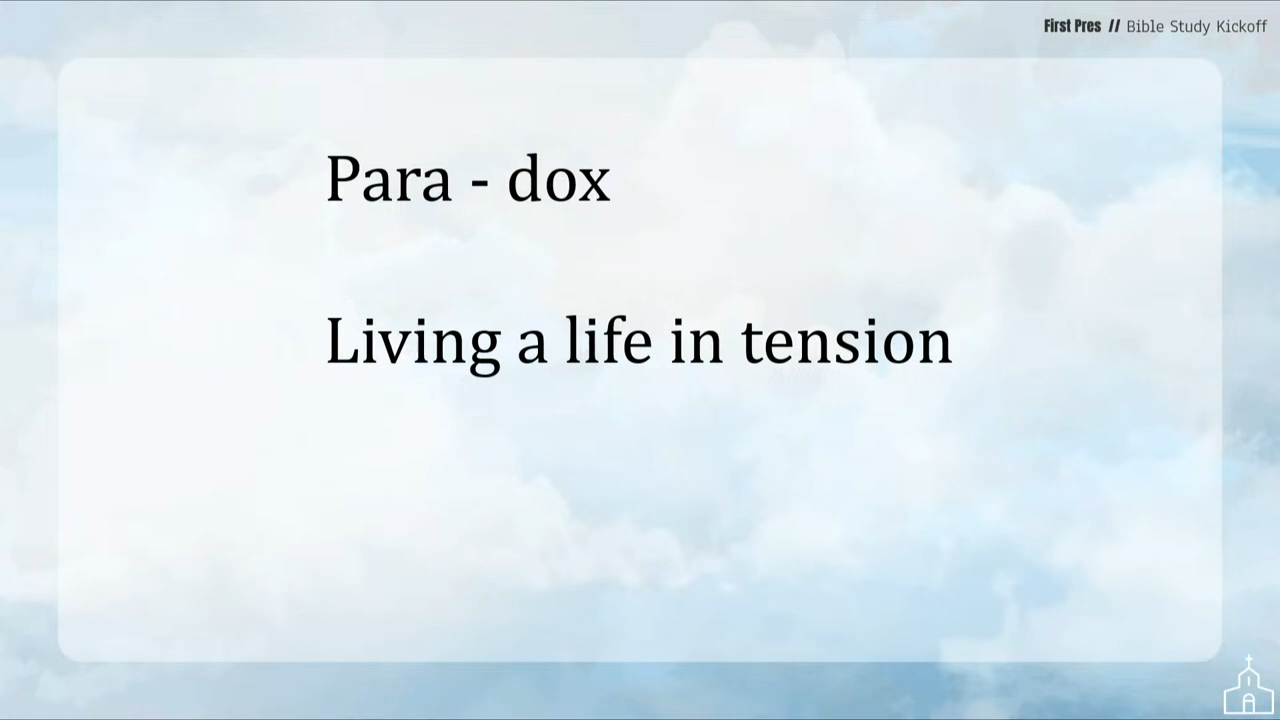 First Pres // Bible Study Kickoff
Para - dox
Living a life in tension